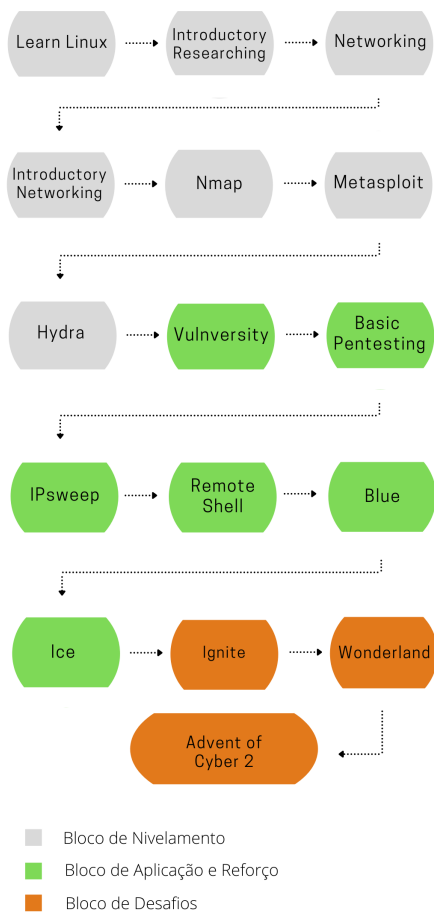 Learn Linux
Introductory
Researching
Networking
Introductory
Networking
Nmap
Metasploit
Hydra
Vulnversity
Basic
Pentesting
IPsweep
Remote
Shell
Blue
Ice
Ignite
Wonderland
Advent of
Cyber 2
Bloco de Nivelamento
Bloco de Aplicação e Reforço
Bloco de Desafios